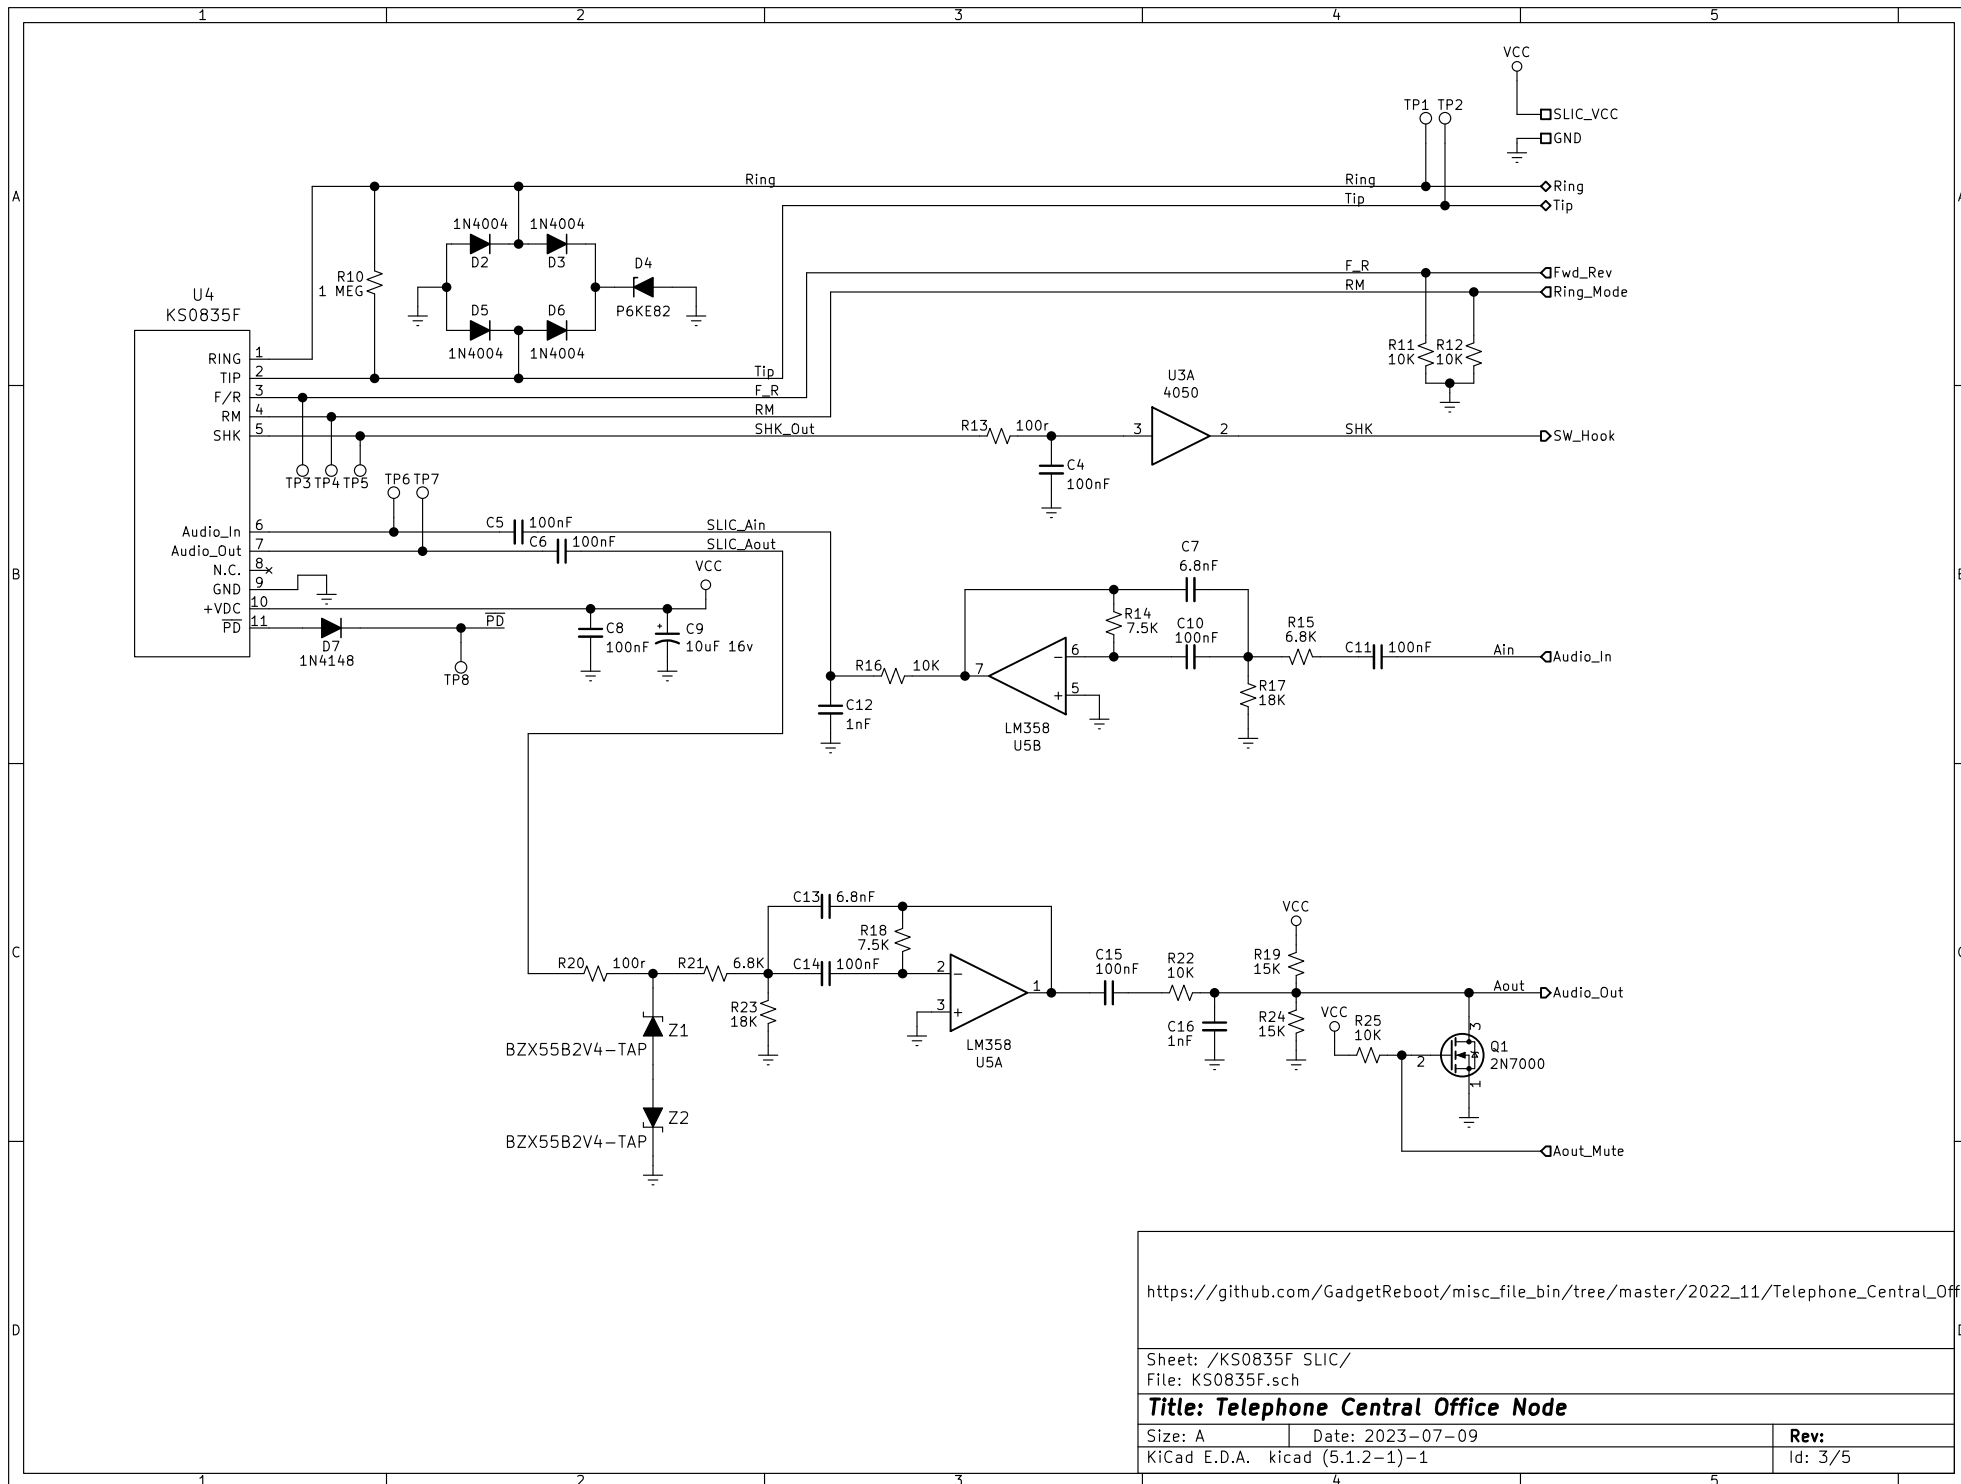 1 2 3 4 5
VCC
TP1 TP2
SLIC_VCC
GND
A
A
Ring
Ring
Ring
Tip
Tip
1N4004 1N4004
D2 D3
R10
1 MEG
D4
P6KE82
D5 D6
1N4004 1N4004
F_R
Fwd_Rev
RM
Ring_Mode
U4
KS0835F
R11
10K
R12
10K
RING 1
TIP 2
Tip
F/R 3
F_R
RM 4
RM
SHK 5
SHK_Out
R13 100r
C4
100nF
U3A
4050
3 2
SHK
SW_Hook
TP3 TP4 TP5
TP6 TP7
Audio_In 6
C5 100nF
SLIC_Ain
Audio_Out 7
C6 100nF
SLIC_Aout
N.C. 8
GND 9
+VDC 10
PD 11
D7
1N4148
PD
TP8
VCC
C8
100nF
+
C9
10uF 16v
B
B
C7
6.8nF
R14
7.5K
C10
100nF
R15
6.8K
C11 100nF
Ain
Audio_In
R16 10K
7
- 6
+ 5
LM358
U5B
R17
18K
C12
1nF
C13 6.8nF
R18
7.5K
C14 100nF
R20 100r
R21 6.8K
R23
18K
Z1
BZX55B2V4-TAP
Z2
BZX55B2V4-TAP
2 -
3 +
1
LM358
U5A
C15
100nF
R22
10K
C16
1nF
VCC
R19
15K
R24
15K
Aout
Audio_Out
VCC
R25
10K
2
3
1
Q1
2N7000
Aout_Mute
C
C
D
D
https://github.com/GadgetReboot/misc_file_bin/tree/master/2022_11/Telephone_Central_Off
Sheet: /KS0835F SLIC/
File: KS0835F.sch
Title: Telephone Central Office Node
Size: A Date: 2023-07-09 Rev:
KiCad E.D.A. kicad (5.1.2-1)-1 Id: 3/5
1 2 3 4 5